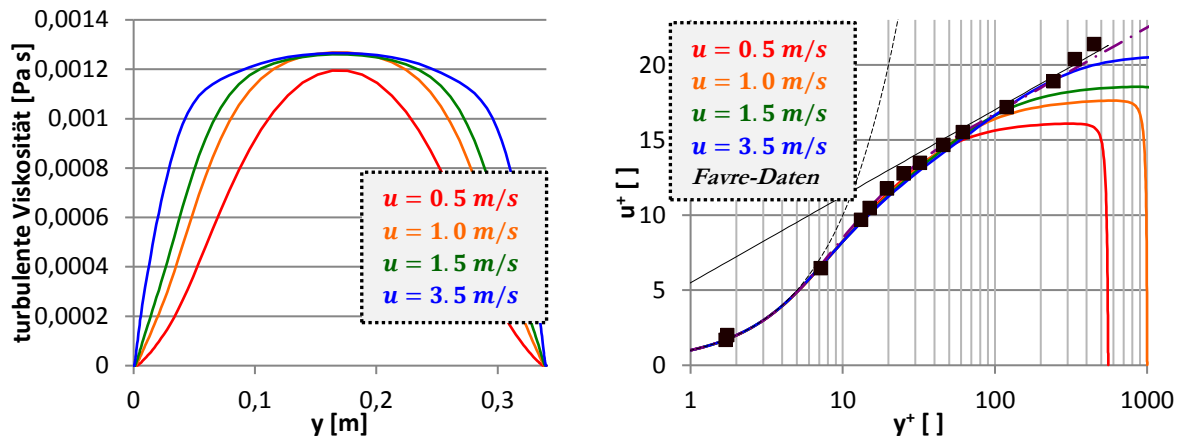 turbulente Viskosität [Pa s]
0,0014
0,0012
0,001
0,0008
0,0006
0,0004
0,0002
0
0
0,1
0,2
0,3
y [m]
u = 0.5 m/s
u = 1.0 m/s
u = 1.5 m/s
u = 3.5 m/s
u⁺ [ ]
20
15
10
5
0
1
10
100
1000
y⁺ [ ]
u = 0.5 m/s
u = 1.0 m/s
u = 1.5 m/s
u = 3.5 m/s
Favre-Daten